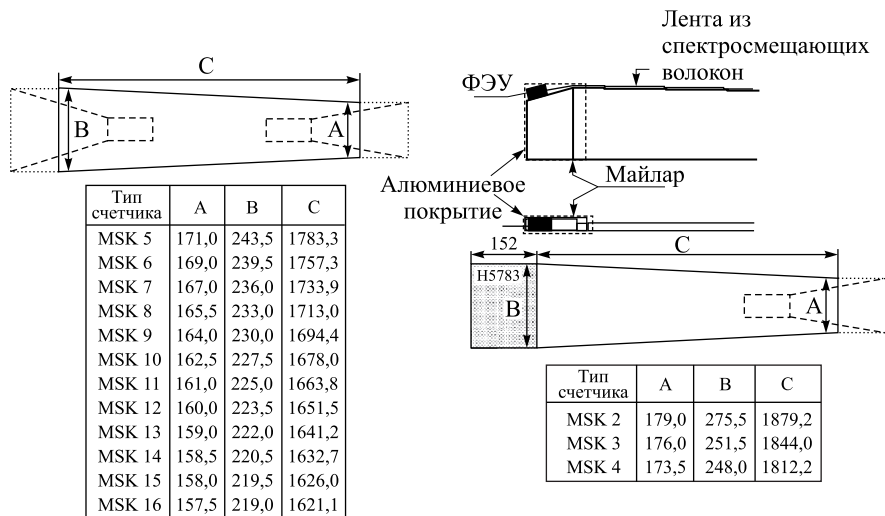 C
B
A
Тип счетчика A B C
MSK 5 171,0 243,5 1783,3
MSK 6 169,0 239,5 1757,3
MSK 7 167,0 236,0 1733,9
MSK 8 165,5 233,0 1713,0
MSK 9 164,0 230,0 1694,4
MSK 10 162,5 227,5 1678,0
MSK 11 161,0 225,0 1663,8
MSK 12 160,0 223,5 1651,5
MSK 13 159,0 222,0 1641,2
MSK 14 158,5 220,5 1632,7
MSK 15 158,0 219,5 1626,0
MSK 16 157,5 219,0 1621,1
Лента из
спектросмещающих
волокон
ФЭУ
Алюминиевое
покрытие
Майлар
152
C
H5783
B
A
Тип счетчика A B C
MSK 2 179,0 275,5 1879,2
MSK 3 176,0 251,5 1844,0
MSK 4 173,5 248,0 1812,2